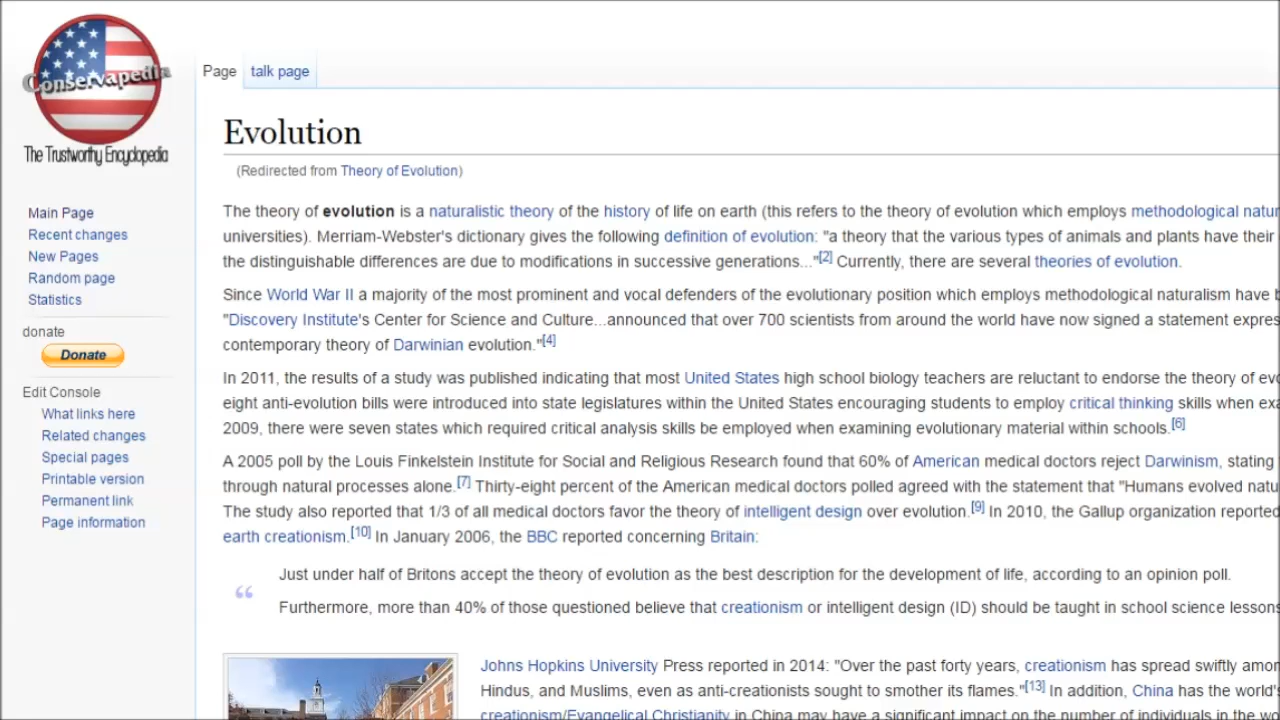 Conservapedia
The Trustworthy Encyclopedia
Main Page
Recent changes
New Pages
Random page
Statistics
donate
Donate
Edit Console
What links here
Related changes
Special pages
Printable version
Permanent link
Page information
Page talk page
Evolution
(Redirected from Theory of Evolution)
The theory of evolution is a naturalistic theory of the history of life on earth (this refers to the theory of evolution which employs methodological natur
universities). Merriam-Webster's dictionary gives the following definition of evolution: "a theory that the various types of animals and plants have their
the distinguishable differences are due to modifications in successive generations..."[2] Currently, there are several theories of evolution.
Since World War II a majority of the most prominent and vocal defenders of the evolutionary position which employs methodological naturalism have b
"Discovery Institute's Center for Science and Culture...announced that over 700 scientists from around the world have now signed a statement expres
contemporary theory of Darwinian evolution."[4]
In 2011, the results of a study was published indicating that most United States high school biology teachers are reluctant to endorse the theory of evo
eight anti-evolution bills were introduced into state legislatures within the United States encouraging students to employ critical thinking skills when exa
2009, there were seven states which required critical analysis skills be employed when examining evolutionary material within schools.[6]
A 2005 poll by the Louis Finkelstein Institute for Social and Religious Research found that 60% of American medical doctors reject Darwinism, stating
through natural processes alone.[7] Thirty-eight percent of the American medical doctors polled agreed with the statement that "Humans evolved natu
The study also reported that 1/3 of all medical doctors favor the theory of intelligent design over evolution.[9] In 2010, the Gallup organization reported
earth creationism.[10] In January 2006, the BBC reported concerning Britain:
“ Just under half of Britons accept the theory of evolution as the best description for the development of life, according to an opinion poll.
Furthermore, more than 40% of those questioned believe that creationism or intelligent design (ID) should be taught in school science lessons
Johns Hopkins University Press reported in 2014: "Over the past forty years, creationism has spread swiftly amon
Hindus, and Muslims, even as anti-creationists sought to smother its flames."[13] In addition, China has the world's
creationism/Evangelical Christianity in China may have a significant impact on the number of individuals in the wo